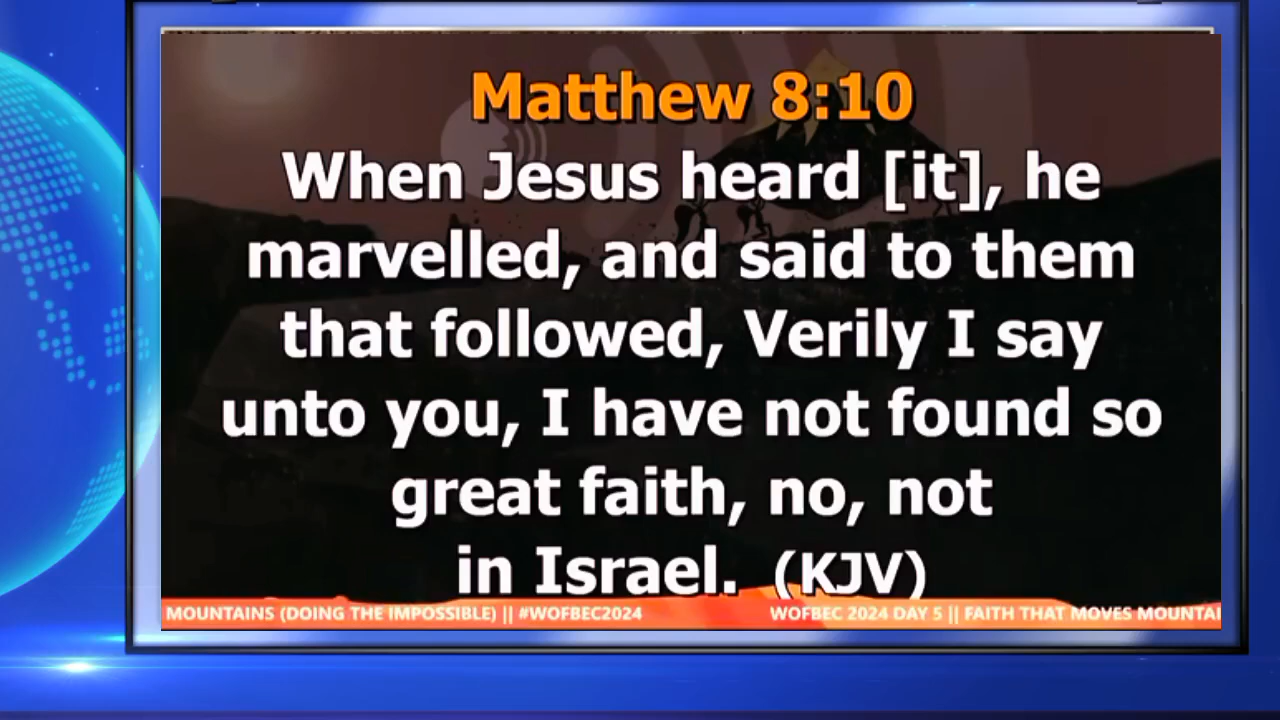 Matthew 8:10
When Jesus heard [it], he
marvelled, and said to them
that followed, Verily I say
unto you, I have not found so
great faith, no, not
in Israel. (KJV)
MOUNTAINS (DOING THE IMPOSSIBLE) || #WOFBEC2024 WOFBEC 2024 DAY 5 || FAITH THAT MOVES MOUNTAI